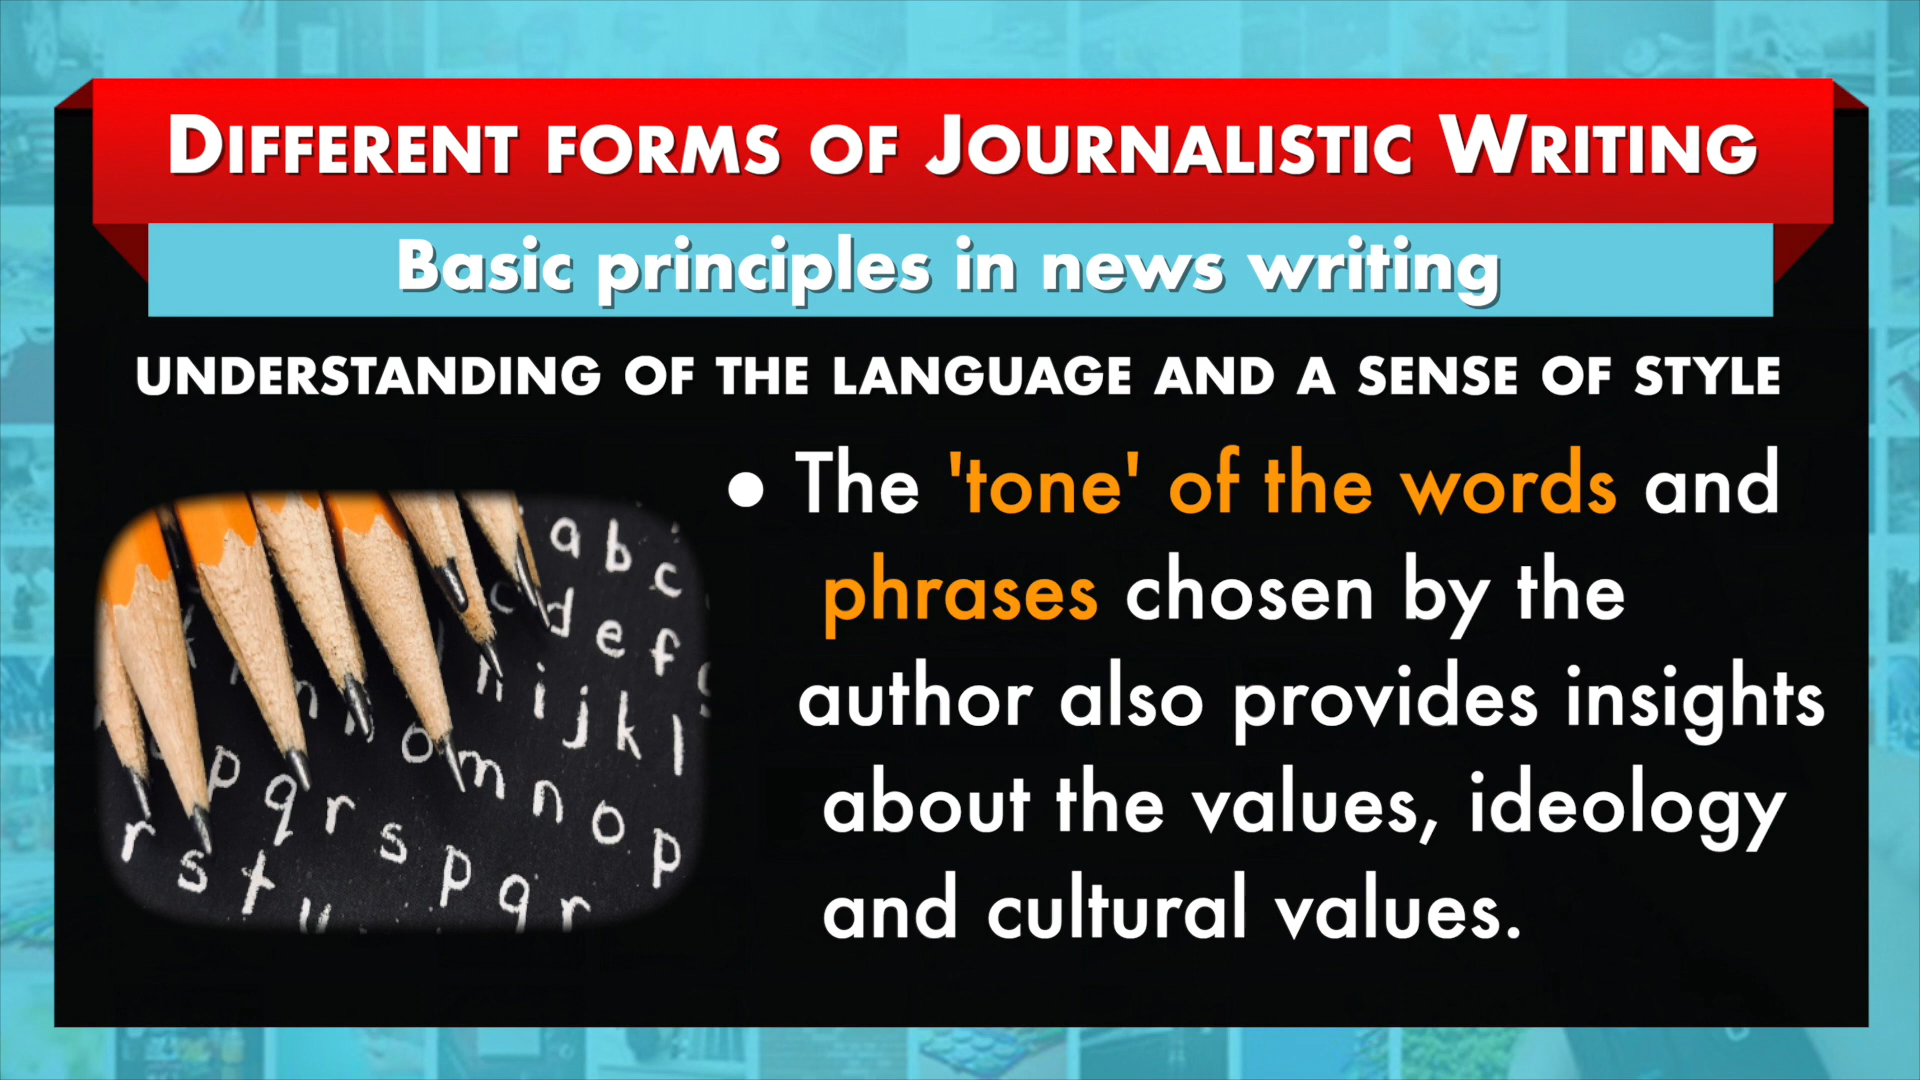 DIFFERENT FORMS OF JOURNALISTIC WRITING
Basic principles in news writing
UNDERSTANDING OF THE LANGUAGE AND A SENSE OF STYLE
• The 'tone' of the words and
phrases chosen by the
author also provides insights
about the values, ideology
and cultural values.
a b c
c d e f
h i j k l
o m n o p
p q r s p q r
r s t u